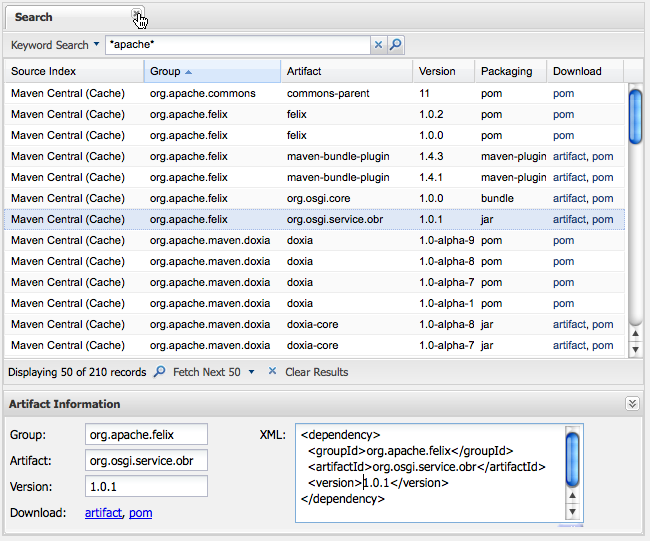 Search
Keyword Search *apache*
Source Index Group Artifact Version Packaging Download
Maven Central (Cache) org.apache.commons commons-parent 11 pom pom
Maven Central (Cache) org.apache.felix felix 1.0.2 pom pom
Maven Central (Cache) org.apache.felix felix 1.0.0 pom pom
Maven Central (Cache) org.apache.felix maven-bundle-plugin 1.4.3 maven-plugin artifact, pom
Maven Central (Cache) org.apache.felix maven-bundle-plugin 1.4.1 maven-plugin artifact, pom
Maven Central (Cache) org.apache.felix org.osgi.core 1.0.0 bundle artifact, pom
Maven Central (Cache) org.apache.felix org.osgi.service.obr 1.0.1 jar artifact, pom
Maven Central (Cache) org.apache.maven.doxia doxia 1.0-alpha-9 pom pom
Maven Central (Cache) org.apache.maven.doxia doxia 1.0-alpha-8 pom pom
Maven Central (Cache) org.apache.maven.doxia doxia 1.0-alpha-7 pom pom
Maven Central (Cache) org.apache.maven.doxia doxia 1.0-alpha-1 pom pom
Maven Central (Cache) org.apache.maven.doxia doxia-core 1.0-alpha-8 jar artifact, pom
Maven Central (Cache) org.apache.maven.doxia doxia-core 1.0-alpha-7 jar artifact, pom
Displaying 50 of 210 records Fetch Next 50 Clear Results
Artifact Information
Group: org.apache.felix
Artifact: org.osgi.service.obr
Version: 1.0.1
Download: artifact, pom
XML: <dependency>
<groupId>org.apache.felix</groupId>
<artifactId>org.osgi.service.obr</artifactId>
<version>1.0.1</version>
</dependency>